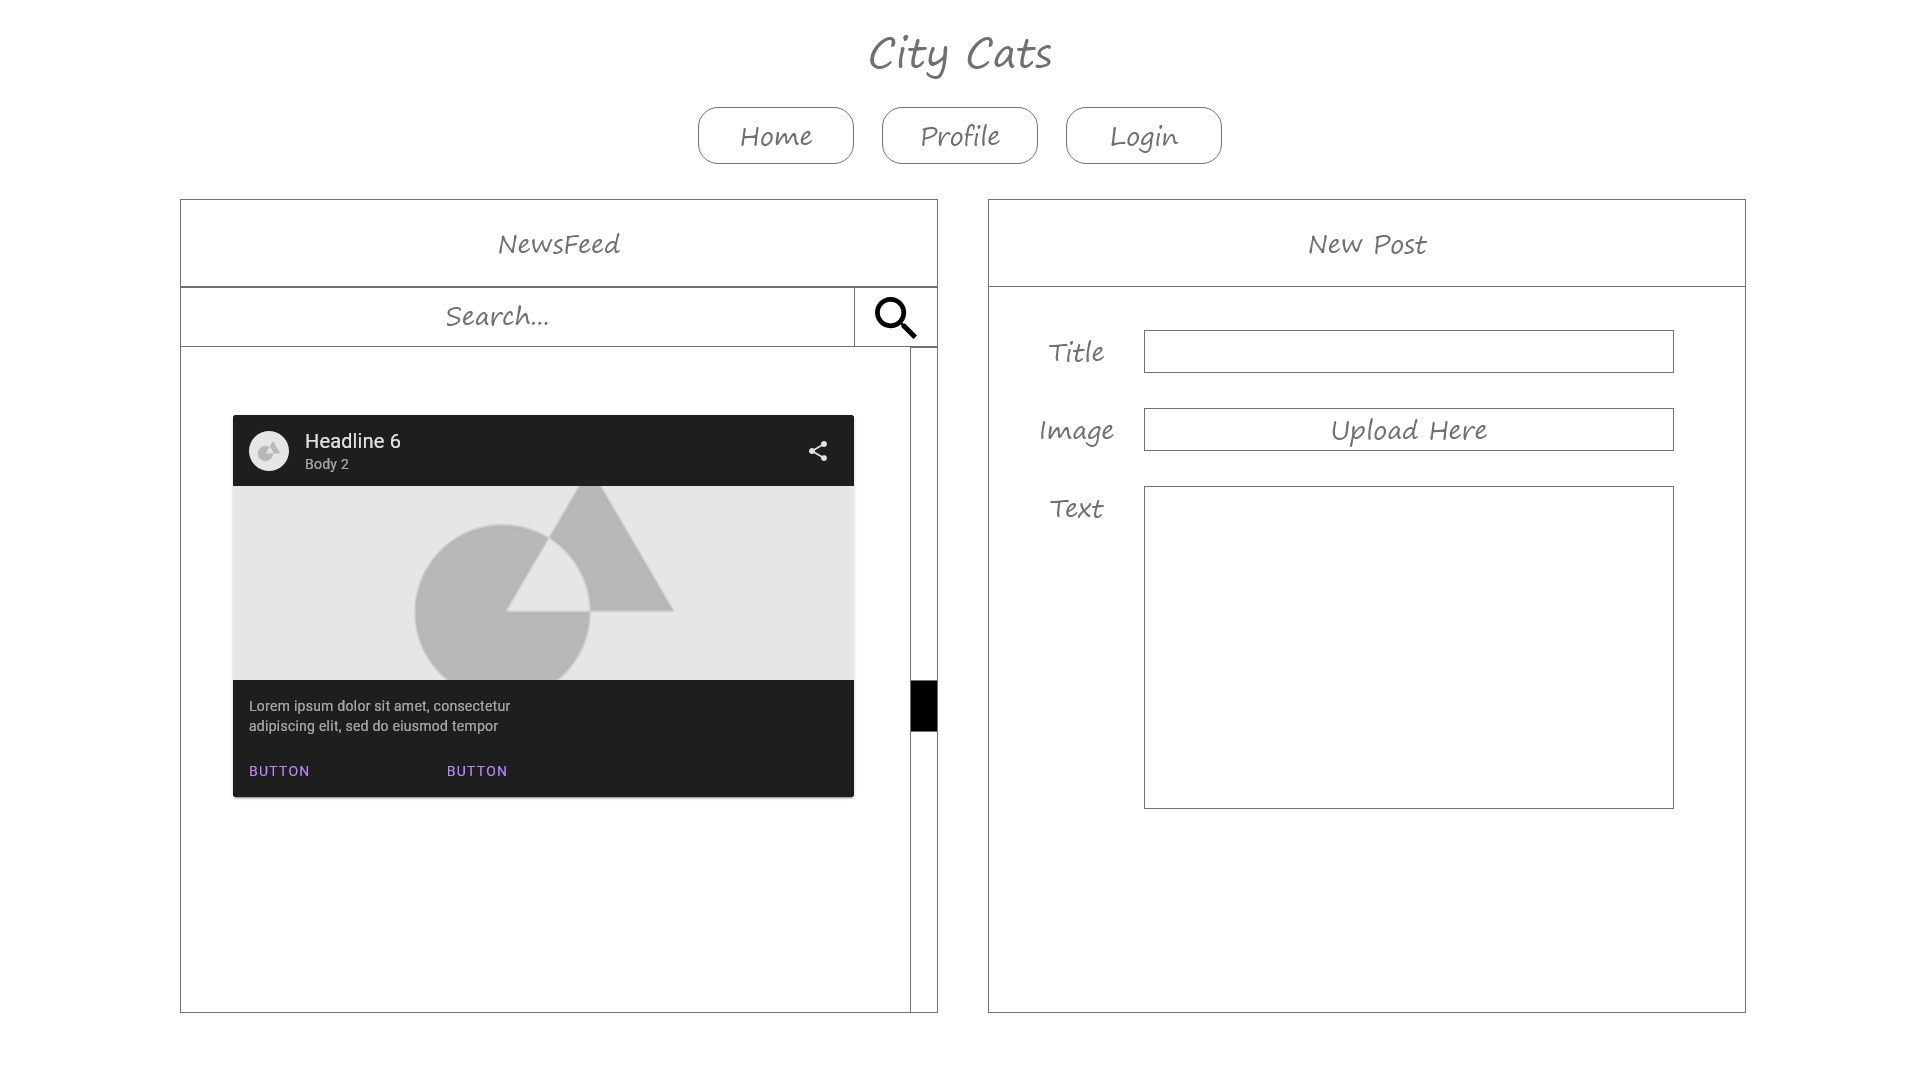 City Cats
Home
Profile
Login
NewsFeed
Search...
Headline 6
Body 2
Lorem ipsum dolor sit amet, consectetur
adipiscing elit, sed do eiusmod tempor
BUTTON
BUTTON
New Post
Title
Image
Upload Here
Text